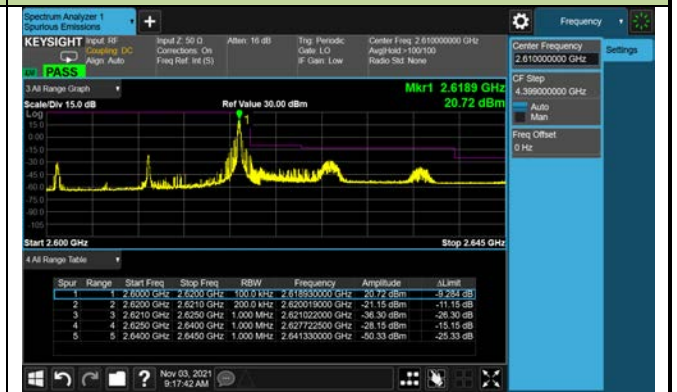 Spectrum Analyzer 1
Spurious Emissions
Frequency
KEYSIGHT Input: RF
Coupling: DC
Align: Auto
Input Z: 50 Ω
Corrections: On
Freq Ref: Int (S)
Atten: 16 dB
Trig: Periodic
Gate: LO
IF Gain: Low
Center Freq: 2.610000000 GHz
Avg|Hold:>100/100
Radio Std: None
PASS
Center Frequency
2.610000000 GHz
Settings
CF Step
4.399000000 GHz
Auto
Man
Freq Offset
0 Hz
3 All Range Graph
Mkr1 2.6189 GHz
20.72 dBm
Scale/Div 15.0 dB
Ref Value 30.00 dBm
Log
15.0
0.00
-15.0
-30.0
-45.0
-60.0
-75.0
-90.0
-105
1
Start 2.600 GHz
Stop 2.645 GHz
4 All Range Table
Spur Range Start Freq Stop Freq RBW Frequency Amplitude ΔLimit
1 1 2.6000 GHz 2.6200 GHz 100.0 kHz 2.618930000 GHz 20.72 dBm -9.284 dB
2 2 2.6200 GHz 2.6210 GHz 200.0 kHz 2.620019000 GHz -21.15 dBm -11.15 dB
3 3 2.6210 GHz 2.6250 GHz 1.000 MHz 2.621022000 GHz -36.30 dBm -26.30 dB
4 4 2.6250 GHz 2.6400 GHz 1.000 MHz 2.627722500 GHz -28.15 dBm -15.15 dB
5 5 2.6400 GHz 2.6450 GHz 1.000 MHz 2.641330000 GHz -50.33 dBm -25.33 dB
Nov 03, 2021
9:17:42 AM